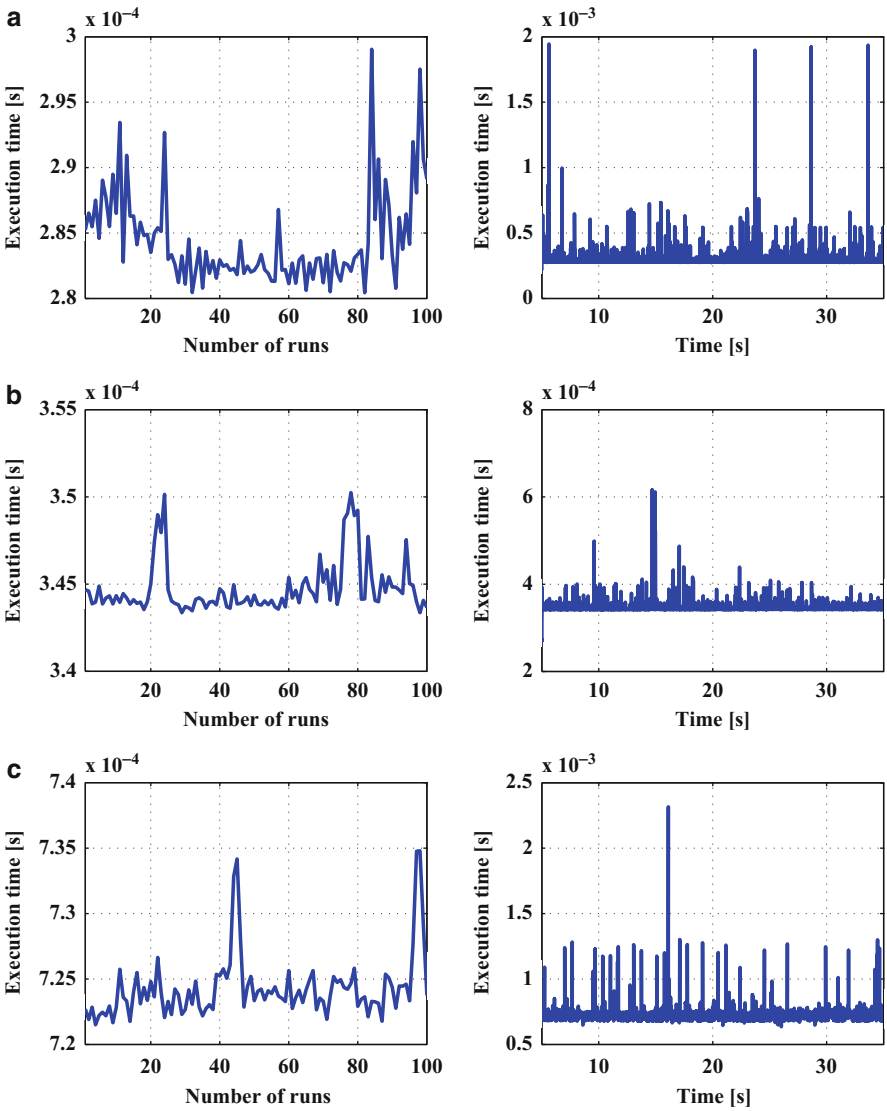 a
x 10⁻⁴
3
2.95
2.9
2.85
2.8
Execution time [s]
20 40 60 80 100
Number of runs
x 10⁻³
2
1.5
1
0.5
0
Execution time [s]
10 20 30
Time [s]
b
x 10⁻⁴
3.55
3.5
3.45
3.4
Execution time [s]
20 40 60 80 100
Number of runs
x 10⁻⁴
8
6
4
2
Execution time [s]
10 20 30
Time [s]
c
x 10⁻⁴
7.4
7.35
7.3
7.25
7.2
Execution time [s]
20 40 60 80 100
Number of runs
x 10⁻³
2.5
2
1.5
1
0.5
Execution time [s]
10 20 30
Time [s]